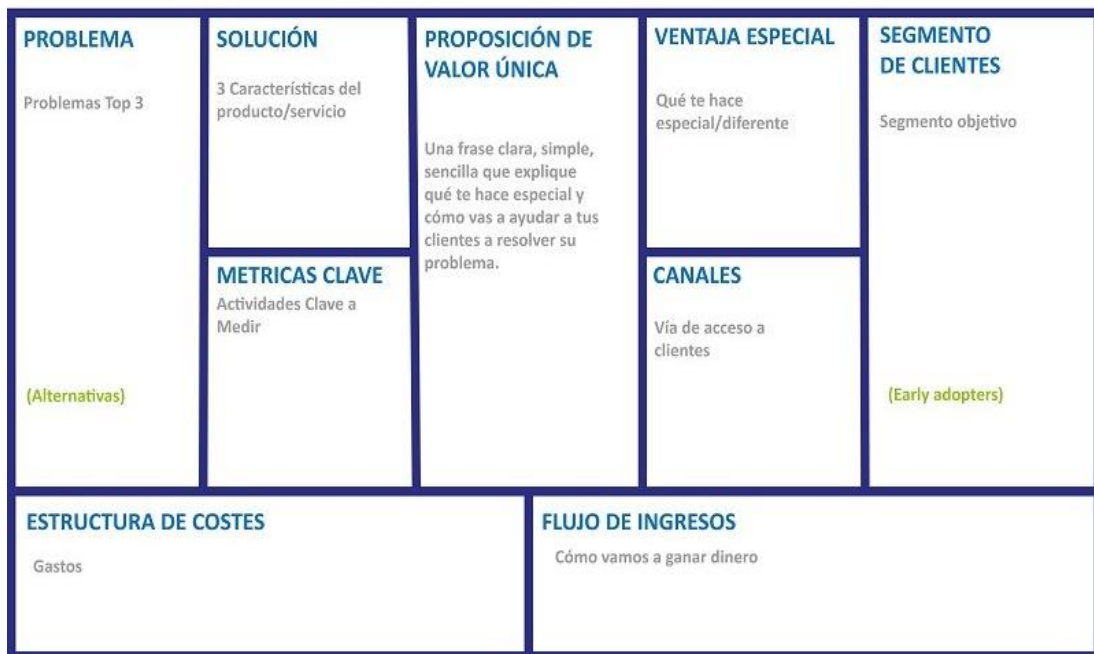 PROBLEMA
Problemas Top 3
(Alternativas)
SOLUCIÓN
3 Características del
producto/servicio
METRICAS CLAVE
Actividades Clave a
Medir
PROPOSICIÓN DE
VALOR ÚNICA
Una frase clara, simple,
sencilla que explique
qué te hace especial y
cómo vas a ayudar a tus
clientes a resolver su
problema.
VENTAJA ESPECIAL
Qué te hace
especial/diferente
CANALES
Vía de acceso a
clientes
SEGMENTO
DE CLIENTES
Segmento objetivo
(Early adopters)
ESTRUCTURA DE COSTES
Gastos
FLUJO DE INGRESOS
Cómo vamos a ganar dinero